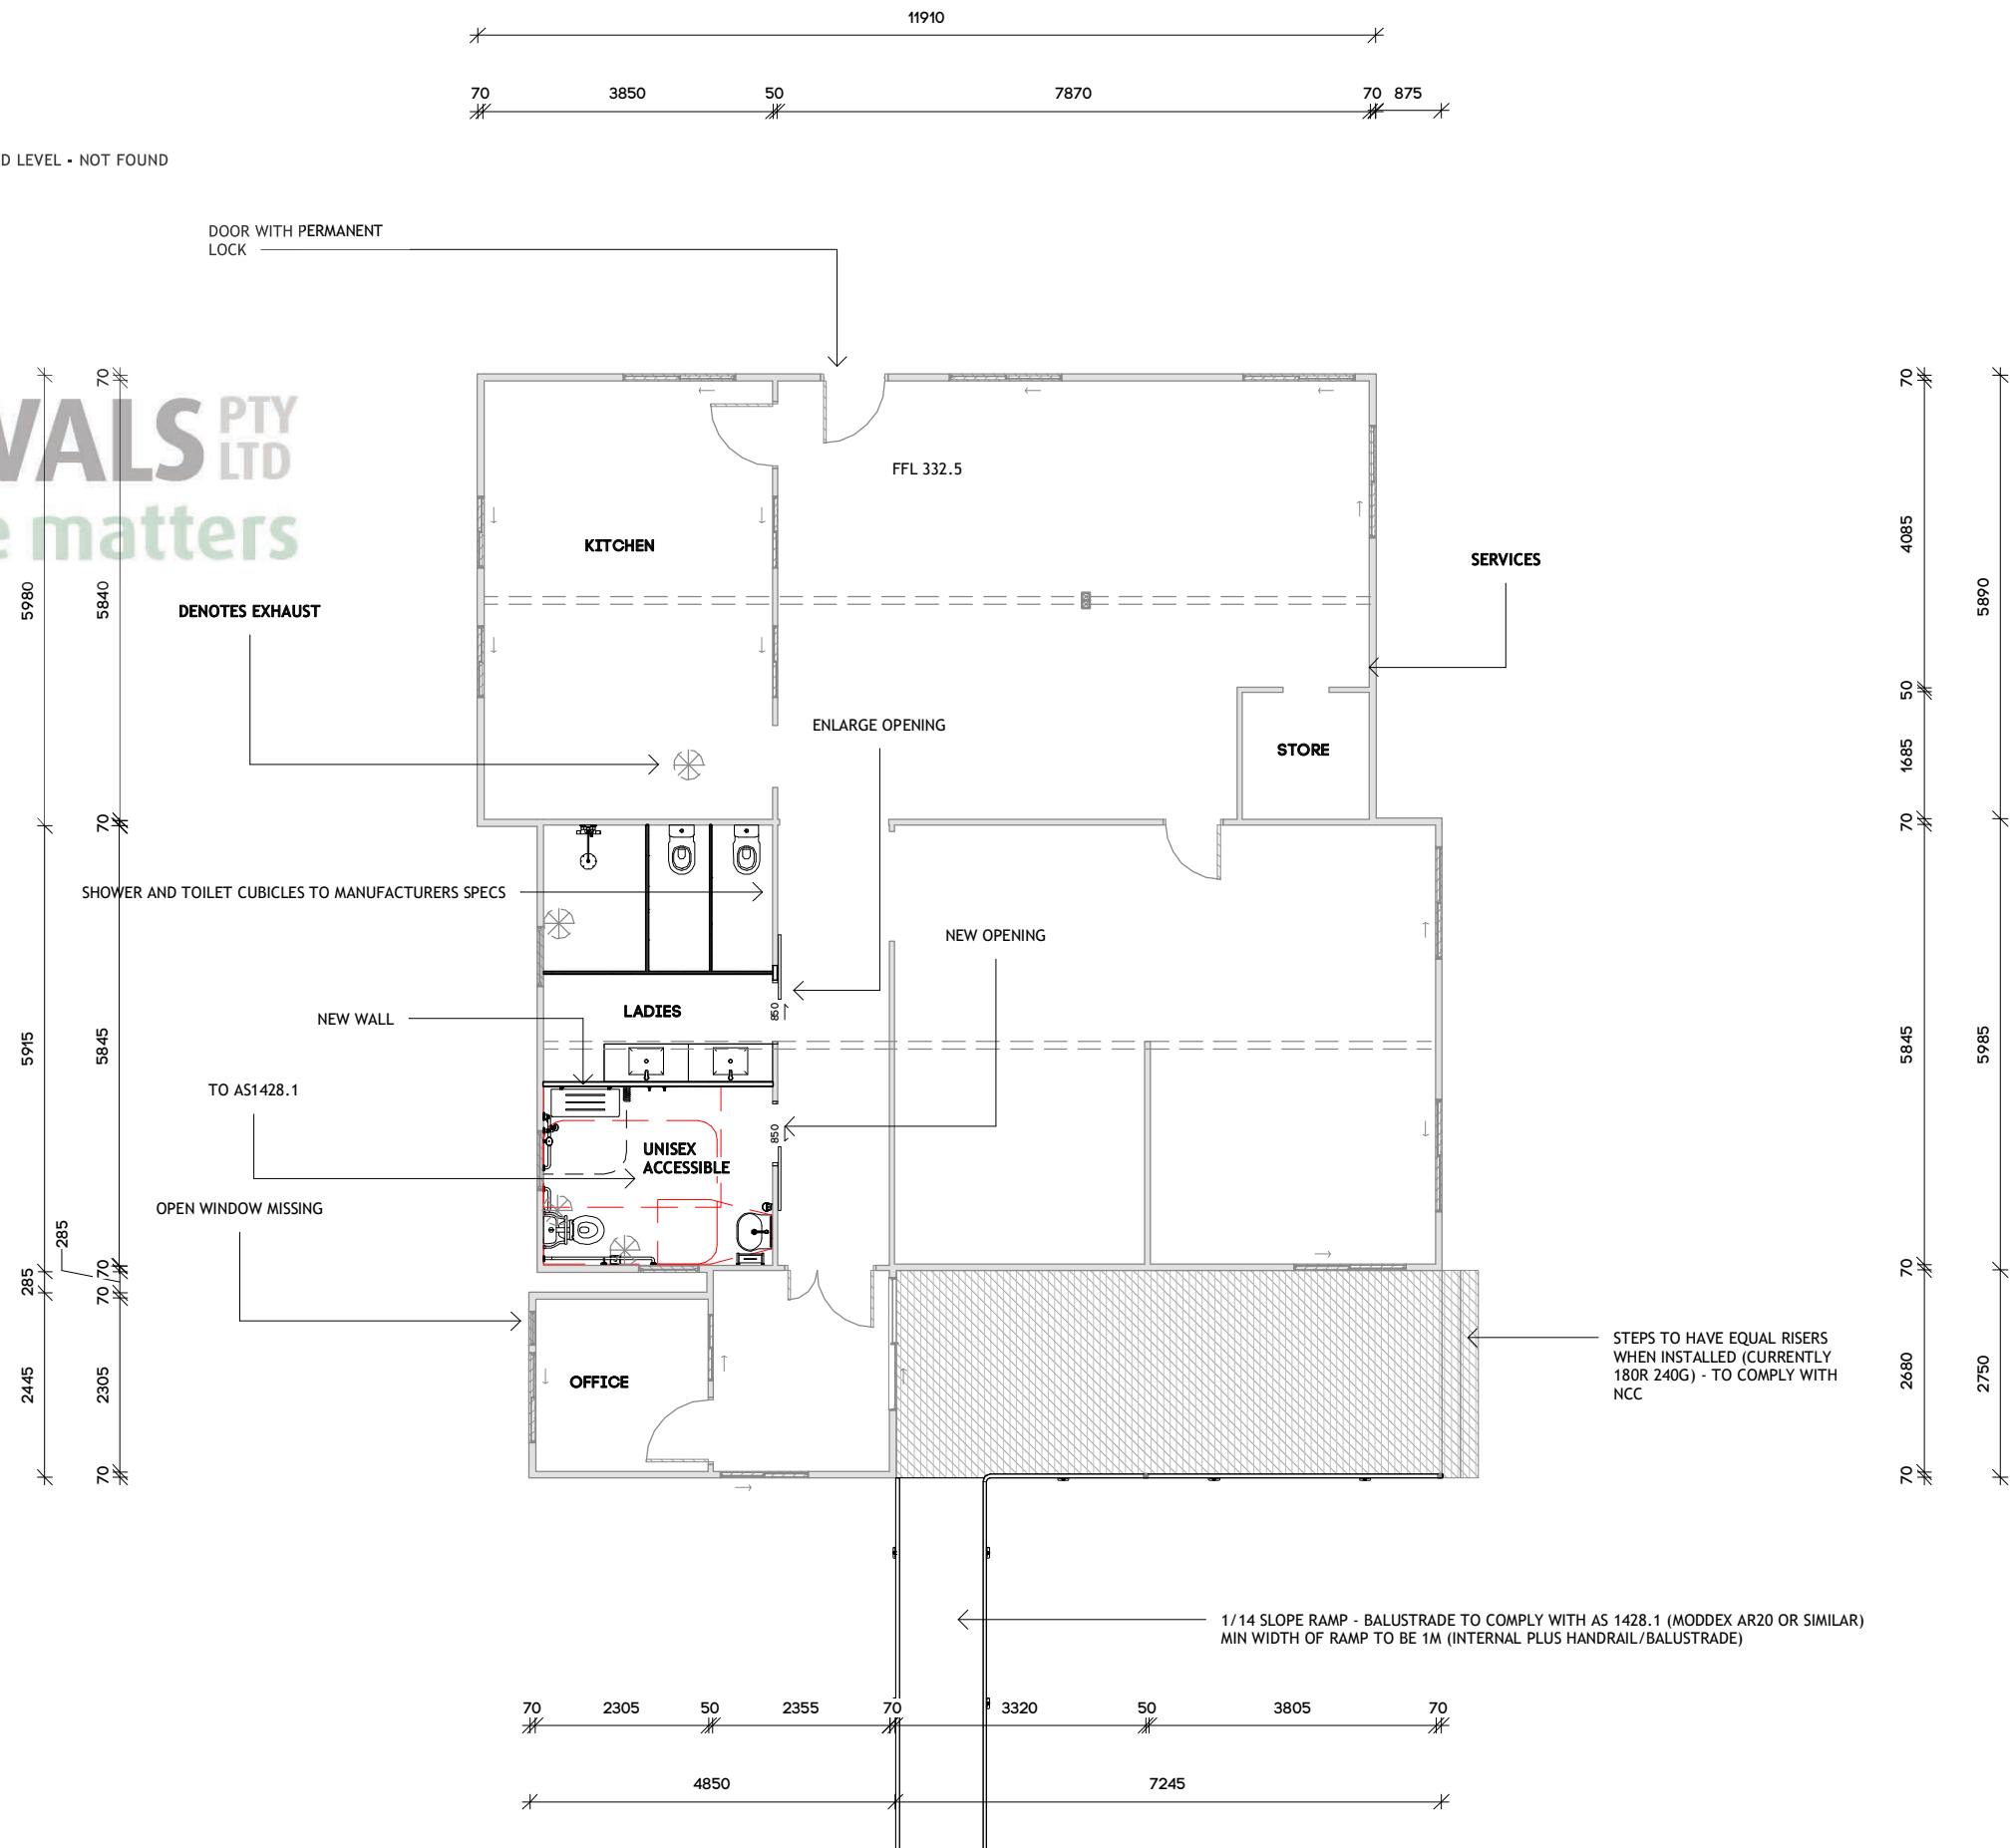 11910
70 3850 50 7870 70 875
D LEVEL - NOT FOUND
DOOR WITH PERMANENT
LOCK
VALS PTY
LTD
e matters
FFL 332.5
KITCHEN
SERVICES
DENOTES EXHAUST
ENLARGE OPENING
STORE
SHOWER AND TOILET CUBICLES TO MANUFACTURERS SPECS
NEW OPENING
LADIES
850
NEW WALL
TO AS1428.1
850
UNISEX
ACCESSIBLE
OPEN WINDOW MISSING
OFFICE
STEPS TO HAVE EQUAL RISERS
WHEN INSTALLED (CURRENTLY
180R 240G) - TO COMPLY WITH
NCC
1/14 SLOPE RAMP - BALUSTRADE TO COMPLY WITH AS 1428.1 (MODDEX AR20 OR SIMILAR)
MIN WIDTH OF RAMP TO BE 1M (INTERNAL PLUS HANDRAIL/BALUSTRADE)
5980
5915
285
2445
70
5840
70
5845
285
70
70
2305
70
70
4085
50
1685
70
5845
70
2680
70
5890
5985
2750
70 2305 50 2355 70 3320 50 3805 70
4850 7245